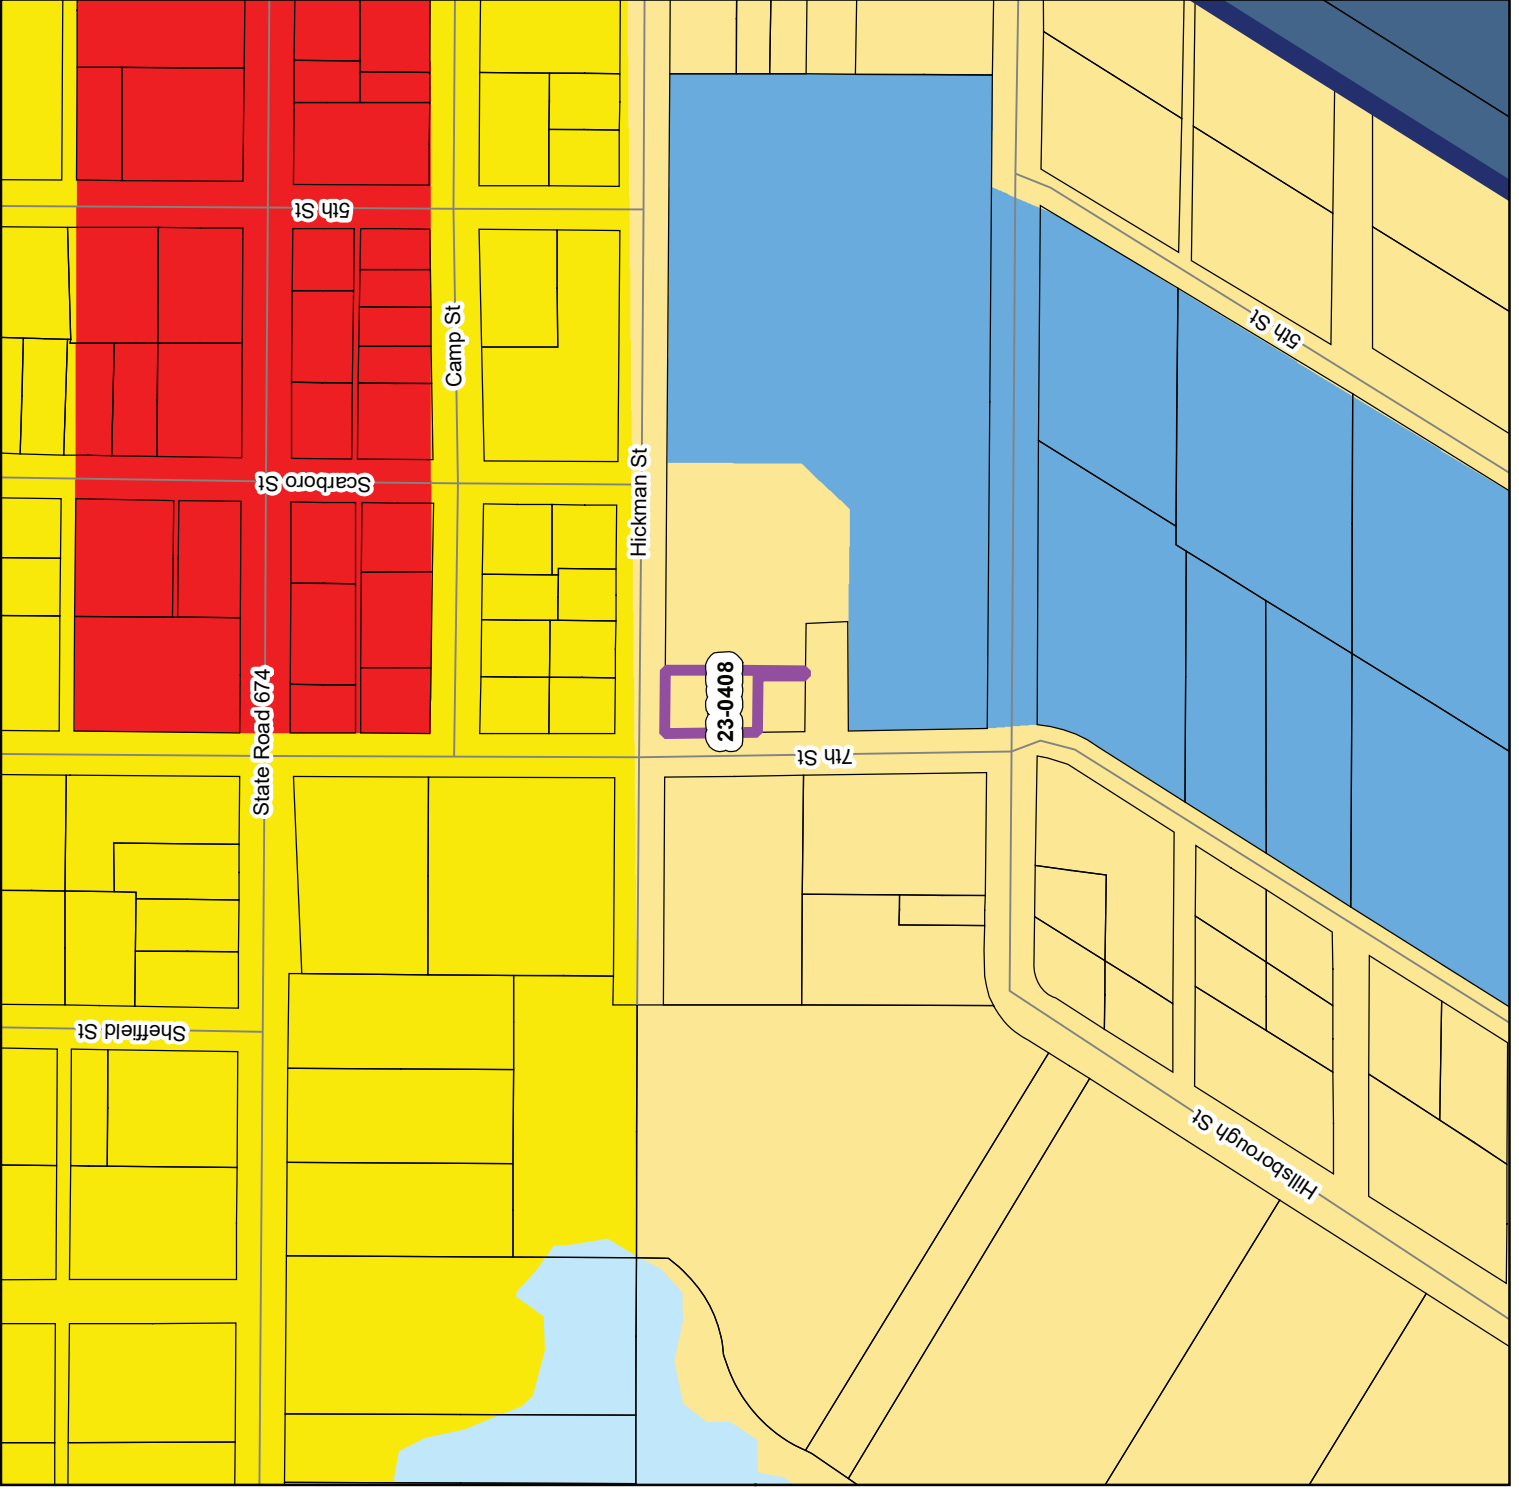 5th St
Camp St
5th St
Scarboro St
Hickman St
State Road 674
23-0408
7th St
Sheffield St
Hillsborough St